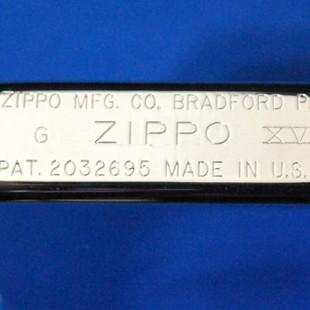 ZIPPO MFG. CO. BRADFORD P
G ZIPPO XV
PAT. 2032695 MADE IN U.S.